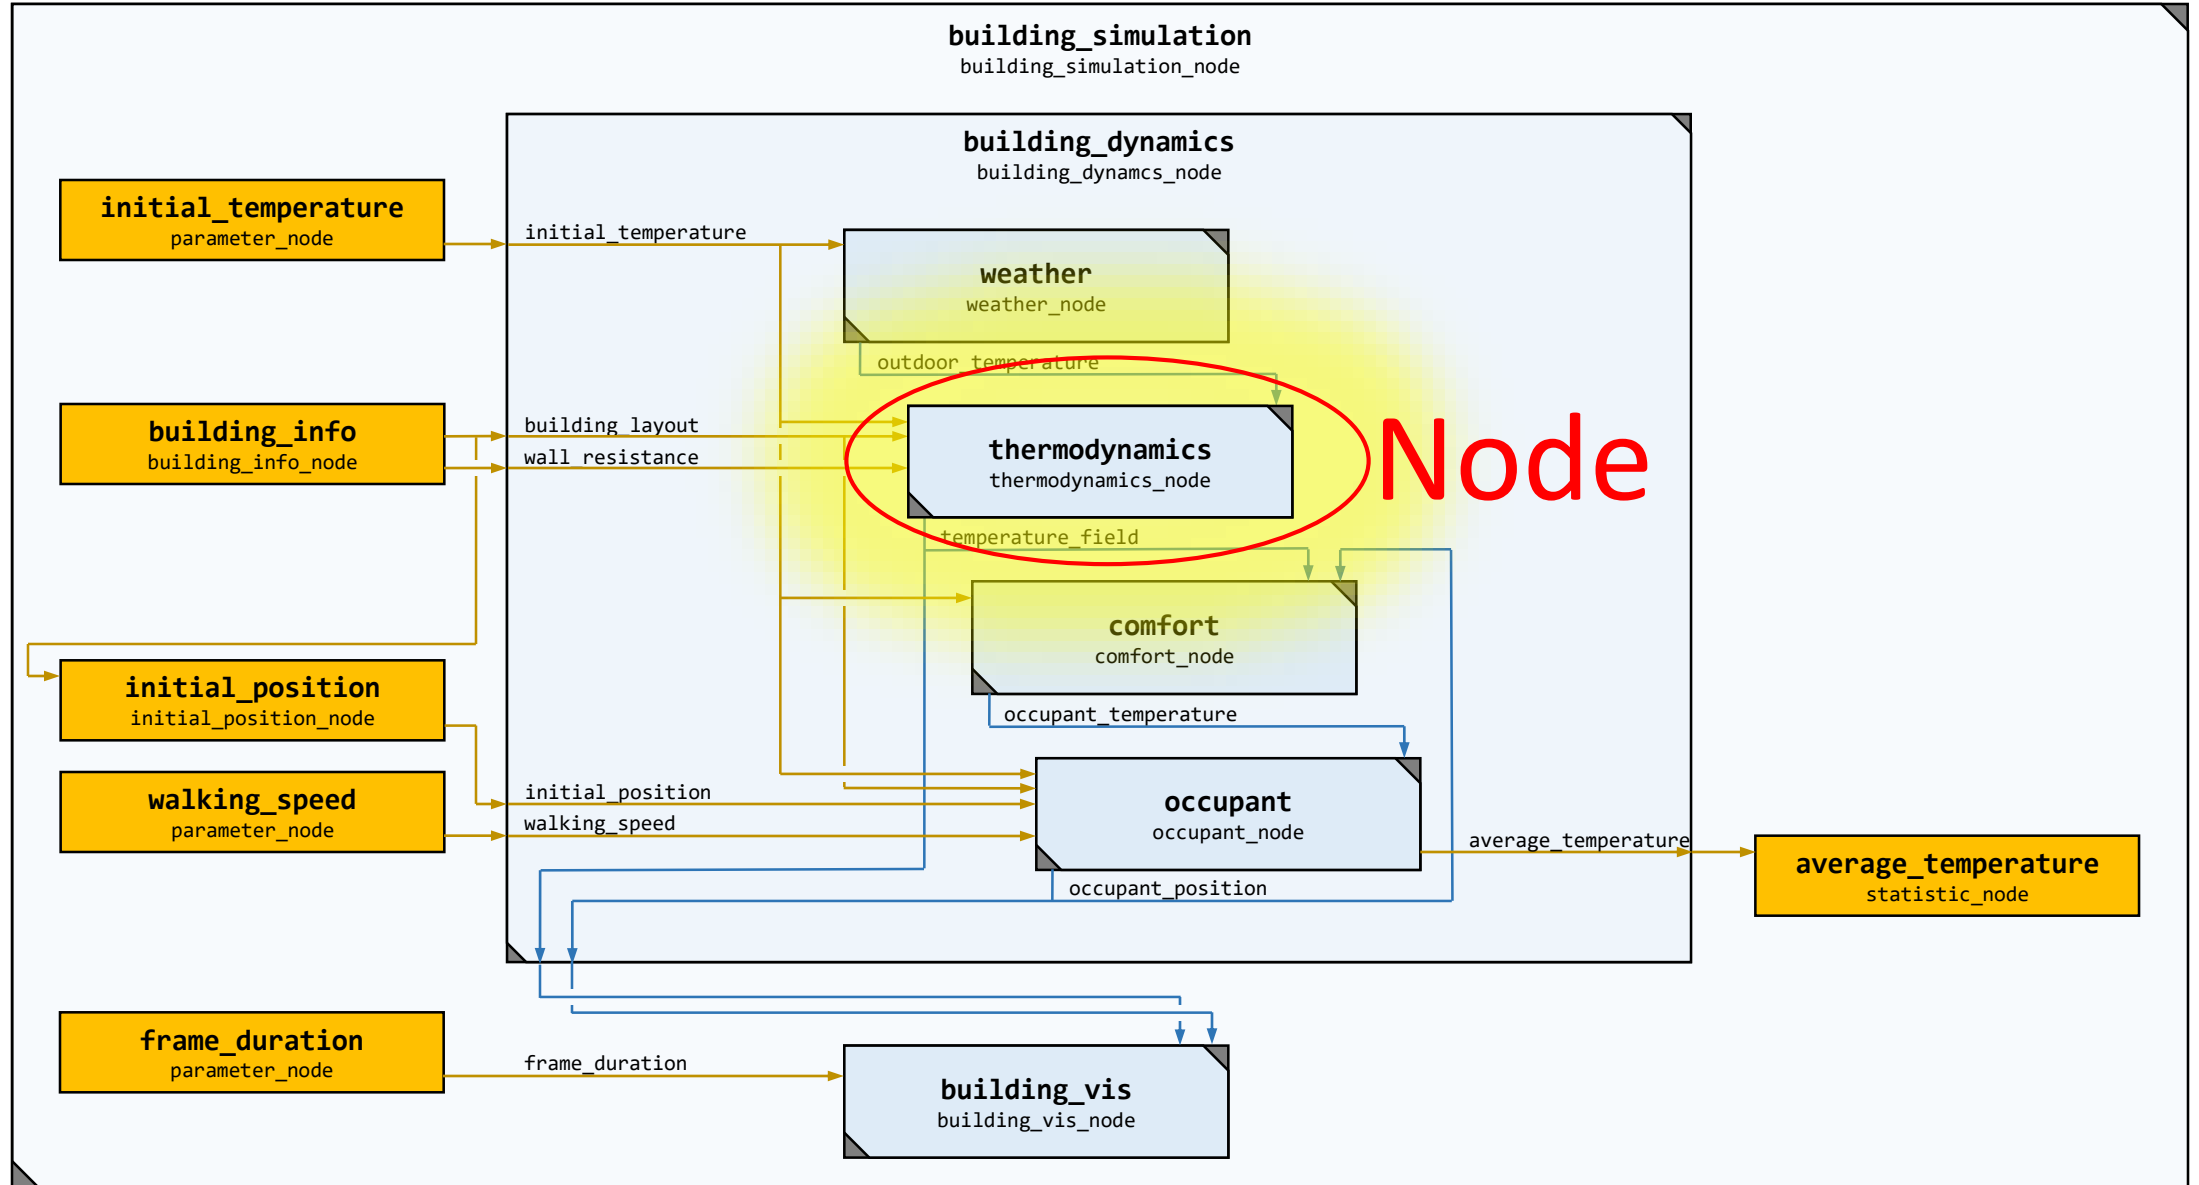 building_simulation
building_simulation_node
building_dynamics
building_dynamcs_node
initial_temperature
parameter_node
initial_temperature
weather
weather_node
outdoor_temperature
building_info
building_info_node
building_layout
wall_resistance
thermodynamics
thermodynamics_node
Node
temperature_field
comfort
comfort_node
initial_position
initial_position_node
occupant_temperature
walking_speed
parameter_node
initial_position
walking_speed
occupant
occupant_node
average_temperature
average_temperature
statistic_node
occupant_position
frame_duration
parameter_node
frame_duration
building_vis
building_vis_node